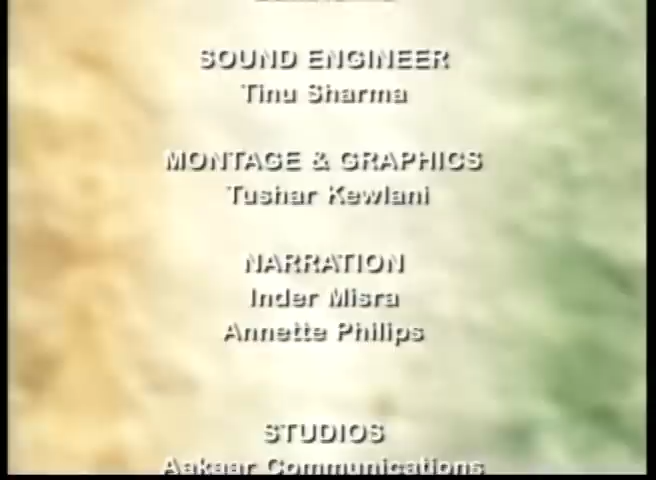 SOUND ENGINEER
Tinu Sharma
MONTAGE & GRAPHICS
Tushar Kewlani
NARRATION
Inder Misra
Annette Philips
STUDIOS
Aakaar Communications